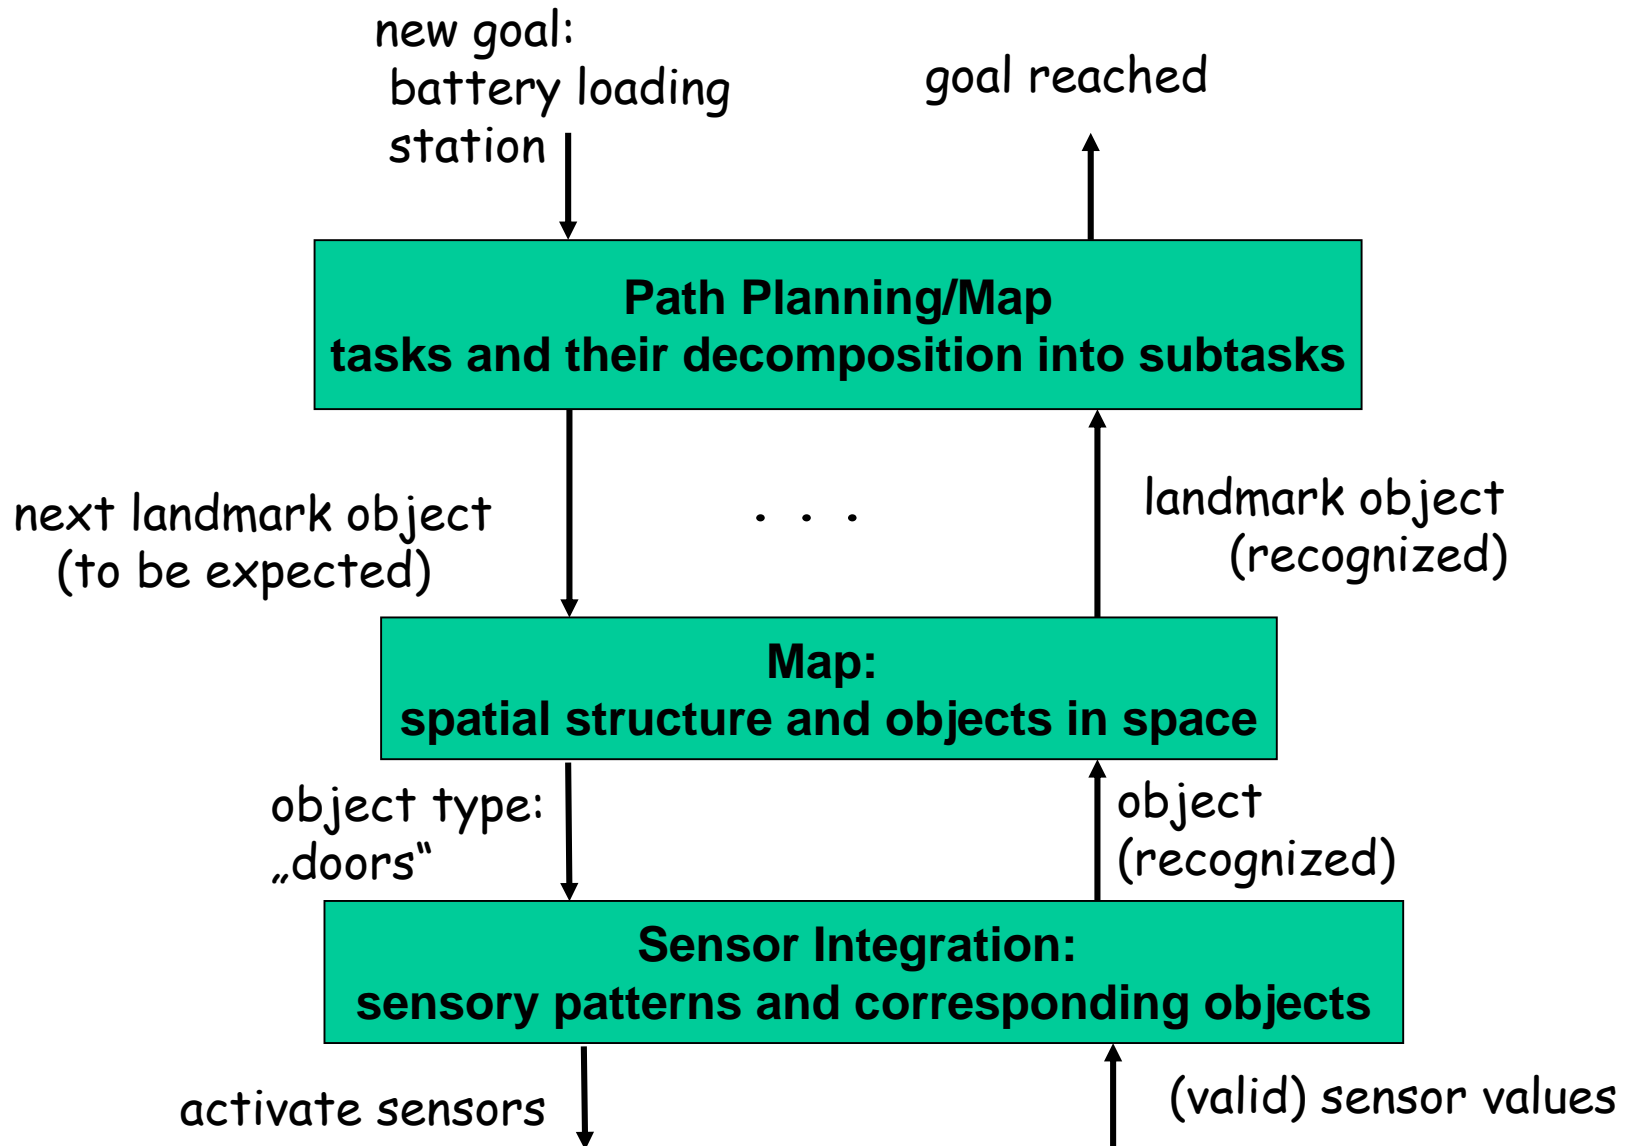 new goal:
battery loading
station
goal reached
Path Planning/Map
tasks and their decomposition into subtasks
next landmark object
(to be expected)
. . .
landmark object
(recognized)
Map:
spatial structure and objects in space
object type:
„doors“
object
(recognized)
Sensor Integration:
sensory patterns and corresponding objects
activate sensors
(valid) sensor values